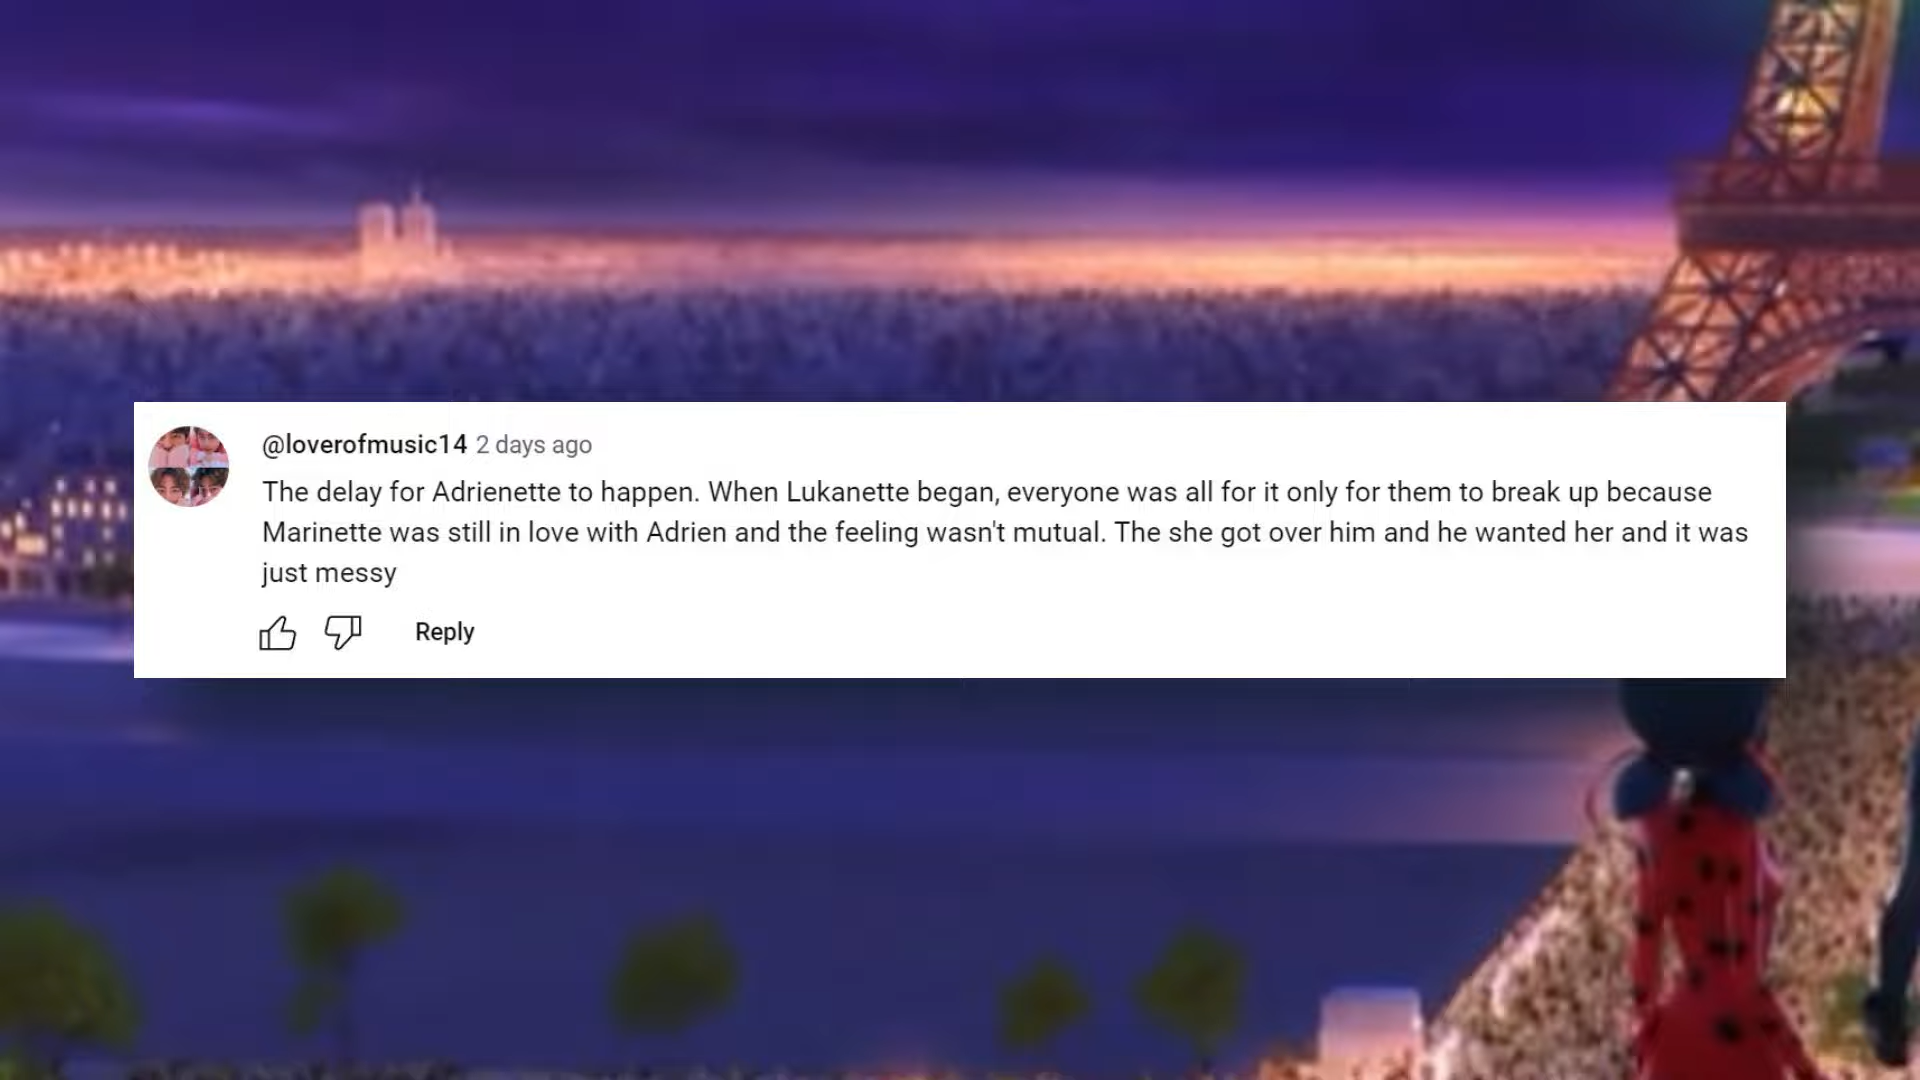 @loverofmusic14 2 days ago
The delay for Adrienette to happen. When Lukanette began, everyone was all for it only for them to break up because
Marinette was still in love with Adrien and the feeling wasn't mutual. The she got over him and he wanted her and it was
just messy
Reply